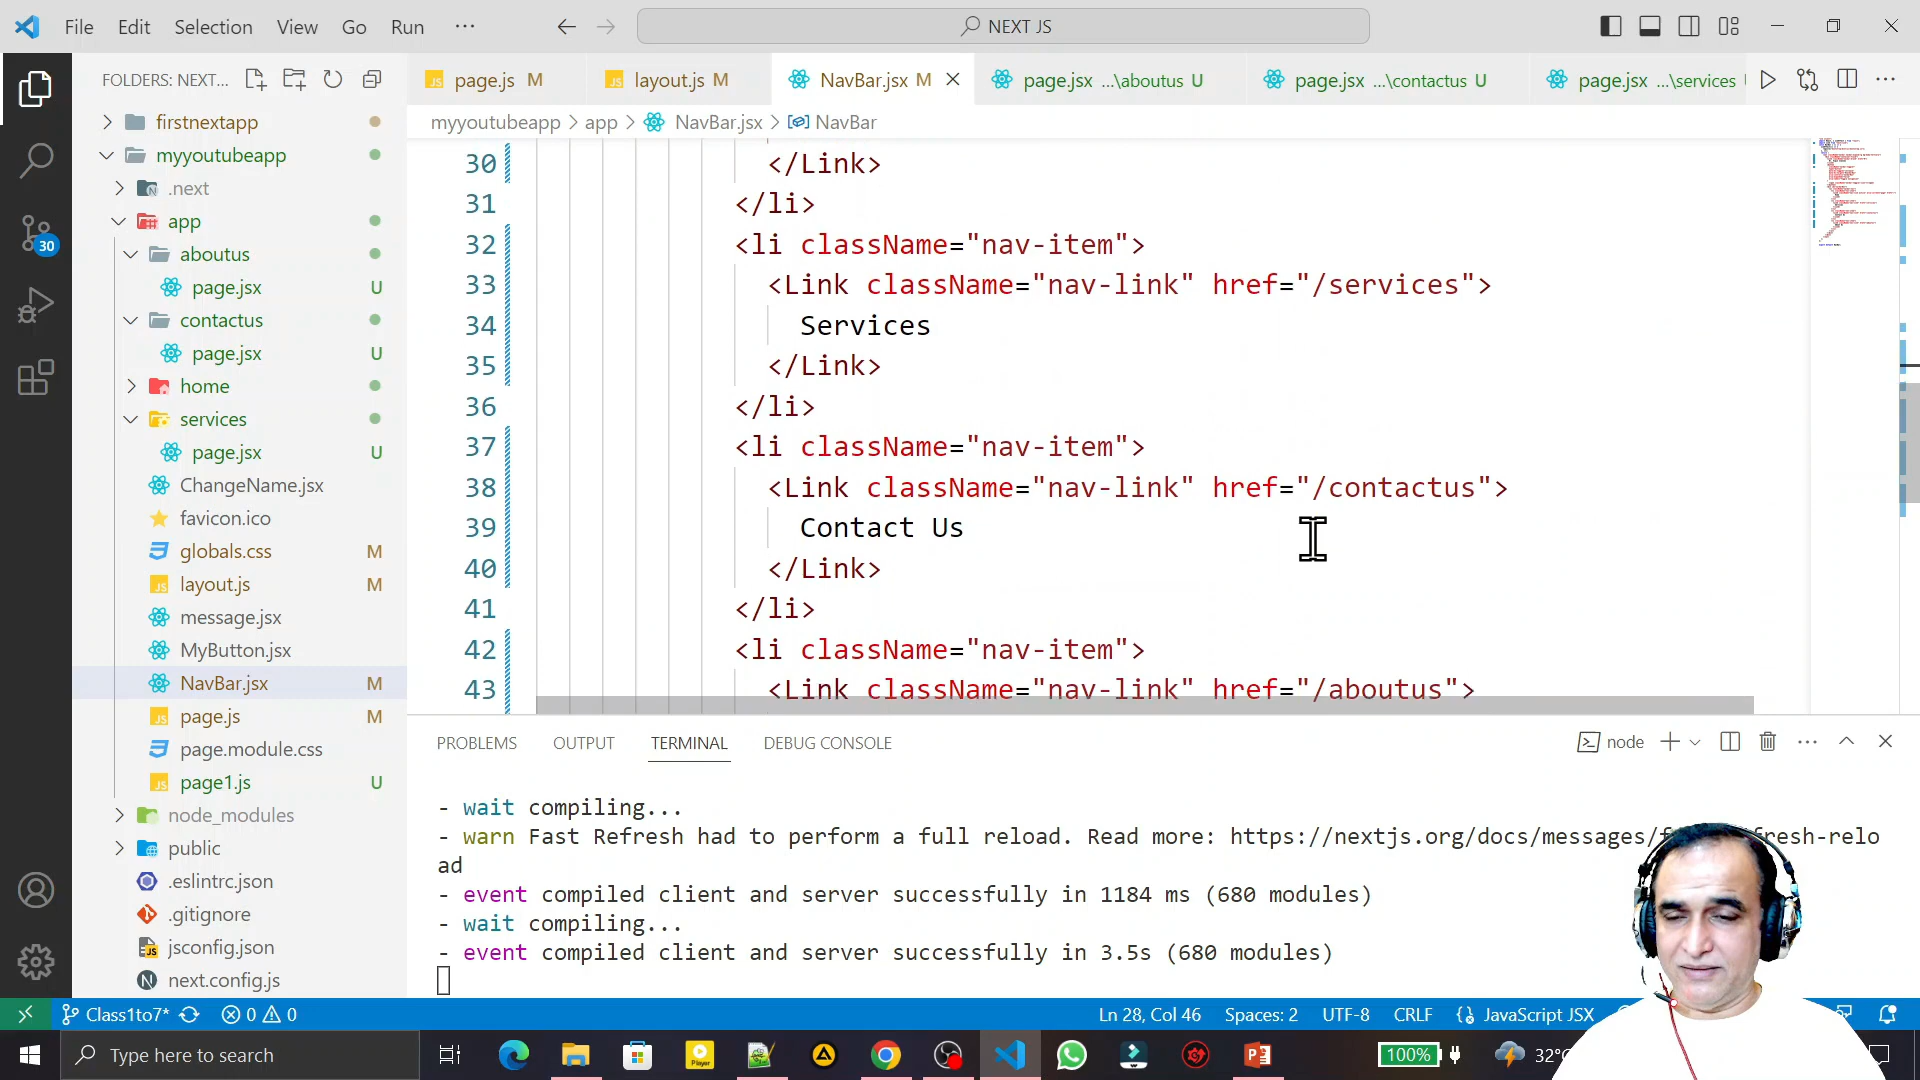 File Edit Selection View Go Run ···
NEXT JS
FOLDERS: NEXT...
page.js M
layout.js M
NavBar.jsx M
page.jsx ...\aboutus U
page.jsx ...\contactus U
page.jsx ...\services
myyoutubeapp > app > NavBar.jsx > NavBar
firstnextapp
myyoutubeapp
.next
app
aboutus
page.jsx U
contactus
page.jsx U
home
services
page.jsx U
ChangeName.jsx
favicon.ico
globals.css M
layout.js M
message.jsx
MyButton.jsx
NavBar.jsx M
page.js M
page.module.css
page1.js U
node_modules
public
.eslintrc.json
.gitignore
jsconfig.json
next.config.js
30
30 </Link>
31 </li>
32 <li className="nav-item">
33 <Link className="nav-link" href="/services">
34 Services
35 </Link>
36 </li>
37 <li className="nav-item">
38 <Link className="nav-link" href="/contactus">
39 Contact Us
40 </Link>
41 </li>
42 <li className="nav-item">
43 <Link className="nav-link" href="/aboutus">
PROBLEMS OUTPUT TERMINAL DEBUG CONSOLE
node
- wait compiling...
- warn Fast Refresh had to perform a full reload. Read more: https://nextjs.org/docs/messages/f fresh-relo
ad
- event compiled client and server successfully in 1184 ms (680 modules)
- wait compiling...
- event compiled client and server successfully in 3.5s (680 modules)
Class1to7* 0 0
Ln 28, Col 46 Spaces: 2 UTF-8 CRLF JavaScript JSX
Type here to search
Player
100%
32°